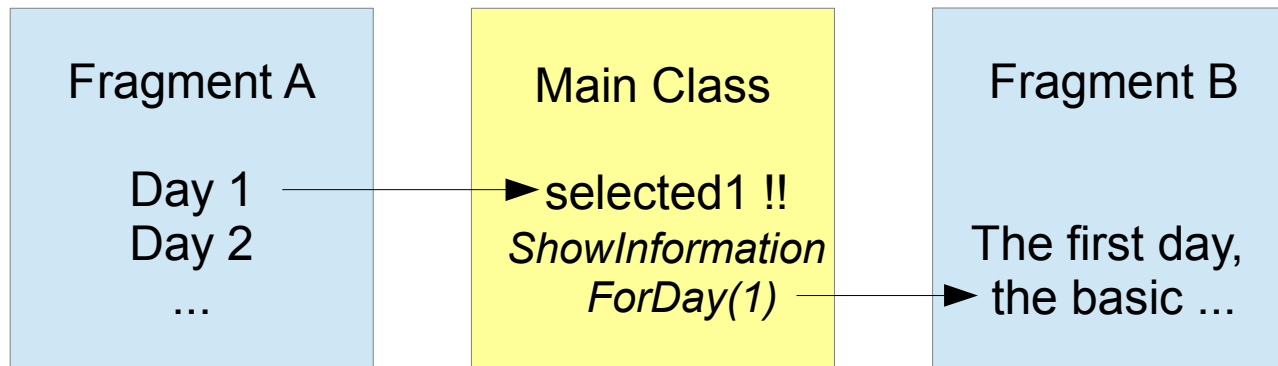 Fragment A
Day 1
Day 2
...
Main Class
selected1 !!
ShowInformation
ForDay(1)
Fragment B
The first day,
the basic ...